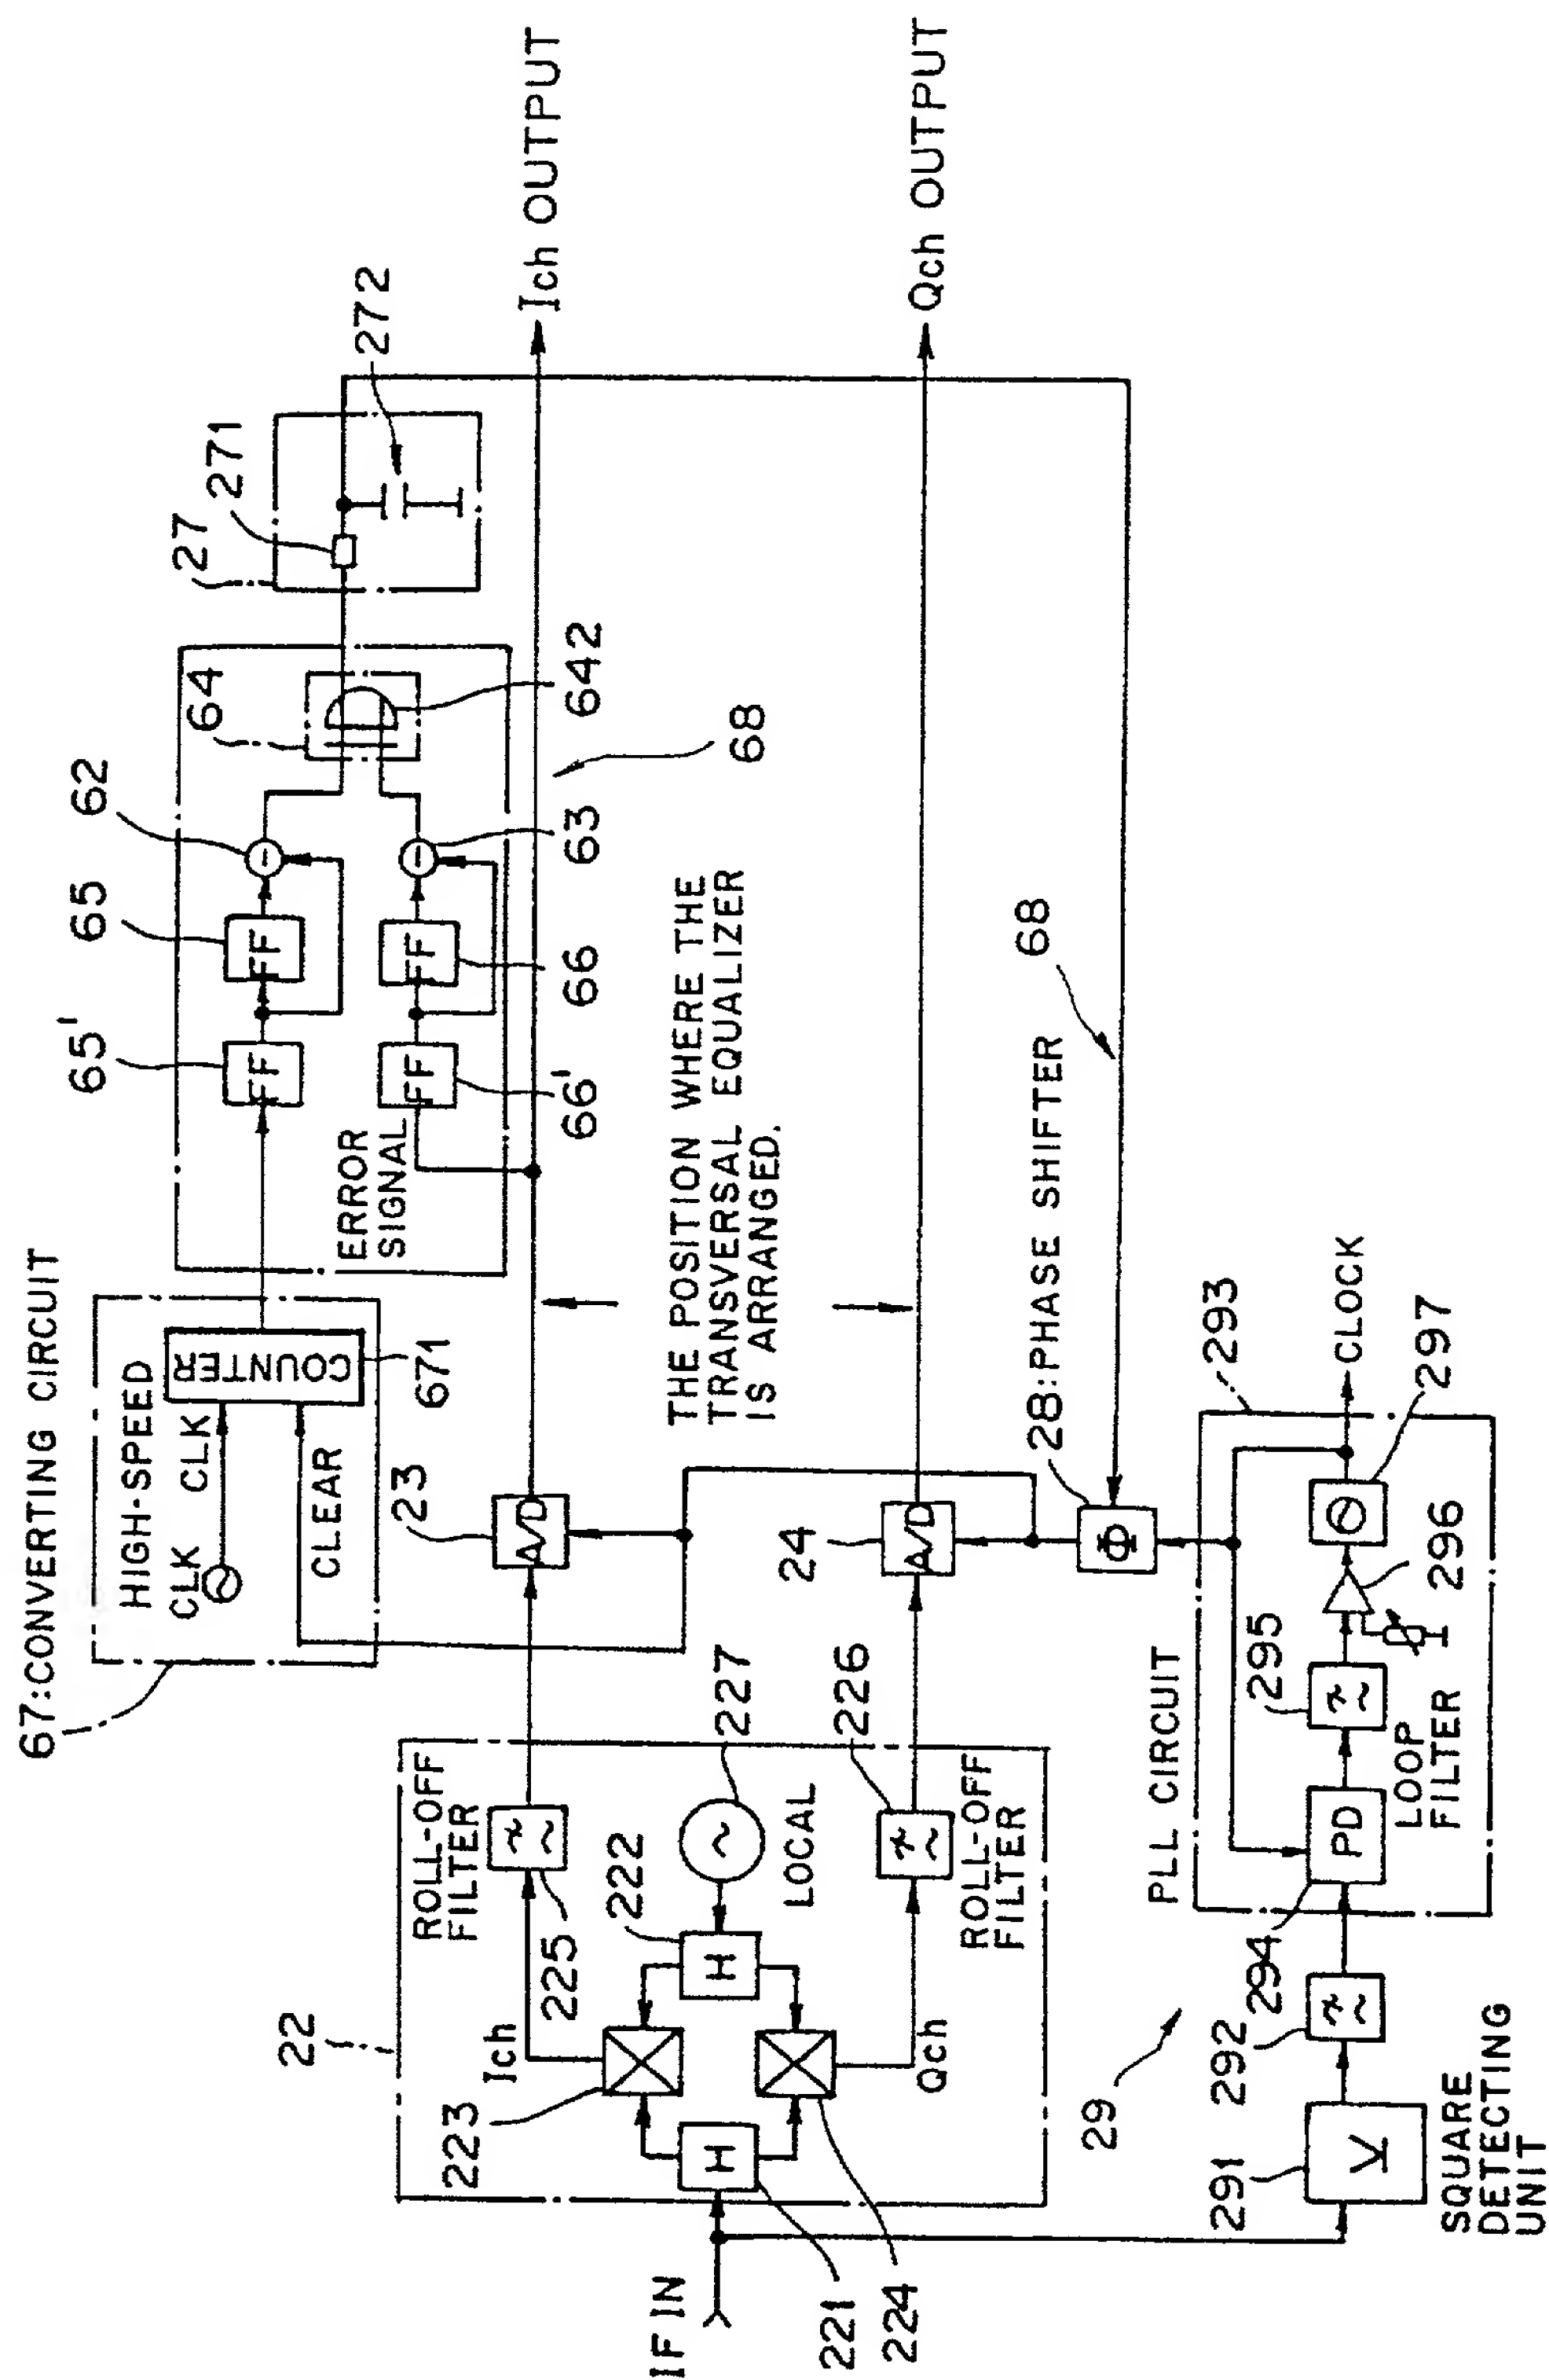 67:CONVERTING CIRCUIT
HIGH-SPEED
CLK CLK
COUNTER
CLEAR
671
65'
65
62
64
27
271
272
FF
FF
FF
FF
ERROR
SIGNAL
66'
66
63
642
68
Ich OUTPUT
22
ROLL-OFF
FILTER
Ich
223
225
222
227
LOCAL
H
H
226
Qch
ROLL-OFF
FILTER
IF IN
221
224
23
A/D
THE POSITION WHERE THE
TRANSVERSAL EQUALIZER
IS ARRANGED.
24
A/D
Qch OUTPUT
28:PHASE SHIFTER
Φ
68
29
PLL CIRCUIT
293
291
SQUARE
DETECTING
UNIT
292
294
PD
295
LOOP
FILTER
296
297
CLOCK